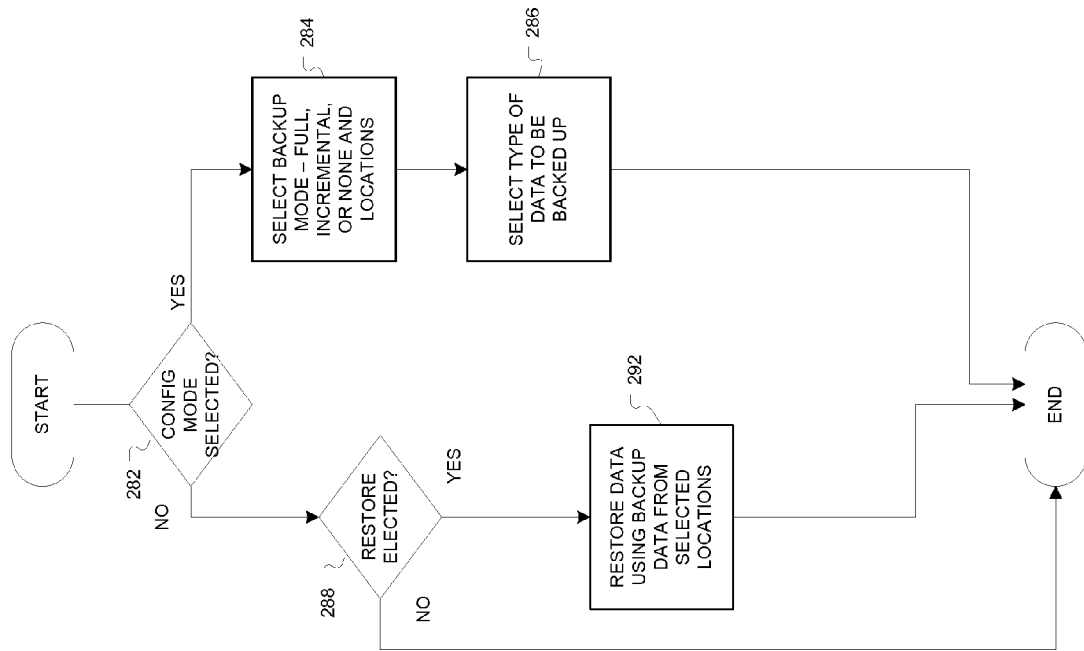 START
CONFIG
MODE
SELECTED?
282
YES
NO
SELECT BACKUP
MODE – FULL,
INCREMENTAL,
OR NONE AND
LOCATIONS
284
SELECT TYPE OF
DATA TO BE
BACKED UP
286
RESTORE
ELECTED?
288
YES
NO
RESTORE DATA
USING BACKUP
DATA FROM
SELECTED
LOCATIONS
292
END